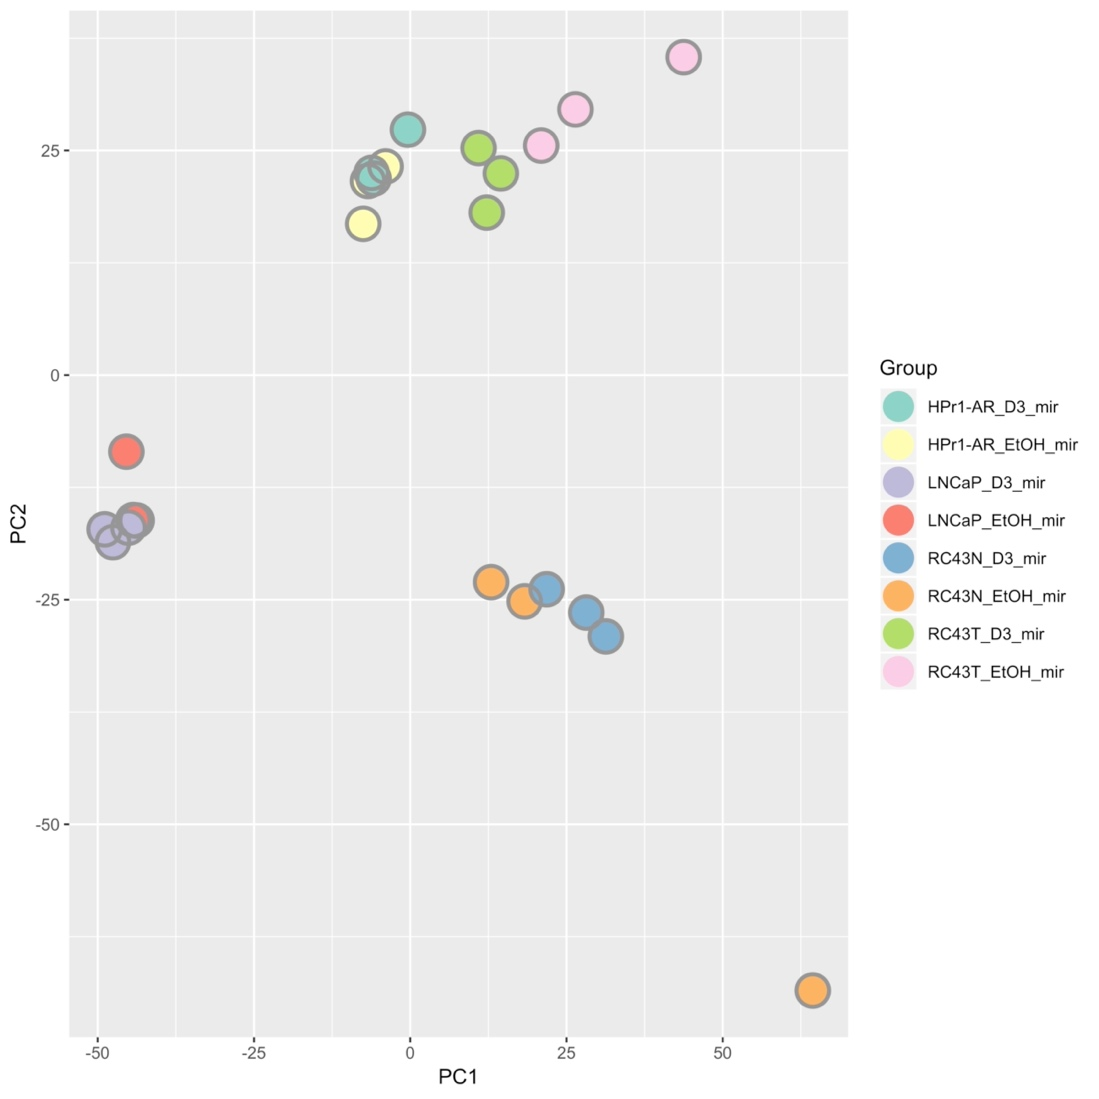 25
0
-25
-50
PC2
-50
-25
0
25
50
PC1
Group
HPr1-AR_D3_mir
HPr1-AR_EtOH_mir
LNCaP_D3_mir
LNCaP_EtOH_mir
RC43N_D3_mir
RC43N_EtOH_mir
RC43T_D3_mir
RC43T_EtOH_mir